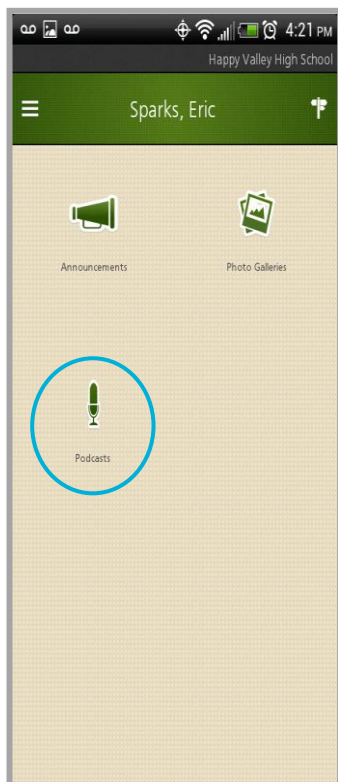 4:21 PM
Happy Valley High School
Sparks, Eric
Announcements
Photo Galleries
Podcasts